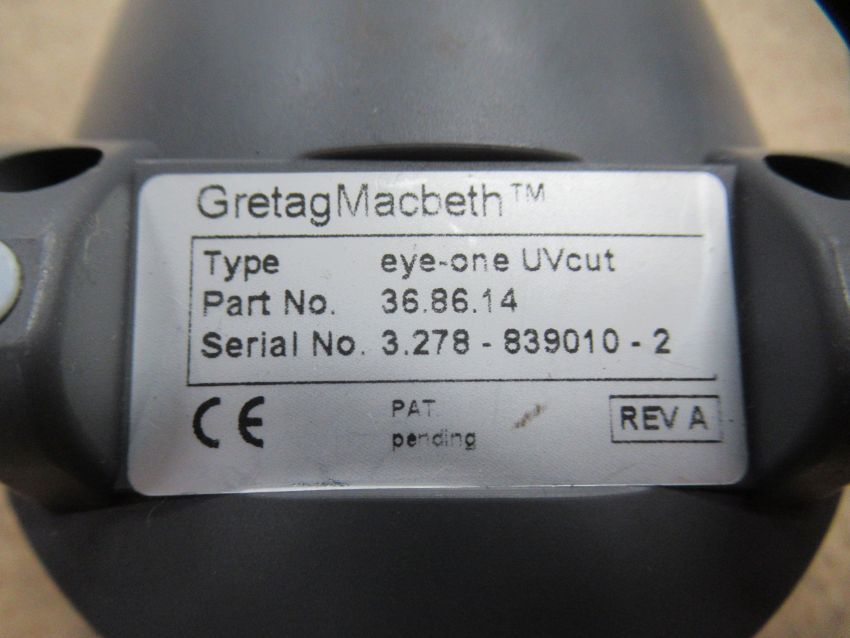 GretagMacbeth™
Type eye-one UVcut
Part No. 36.86.14
Serial No. 3.278 - 839010 - 2
CE PAT. REV A
pending